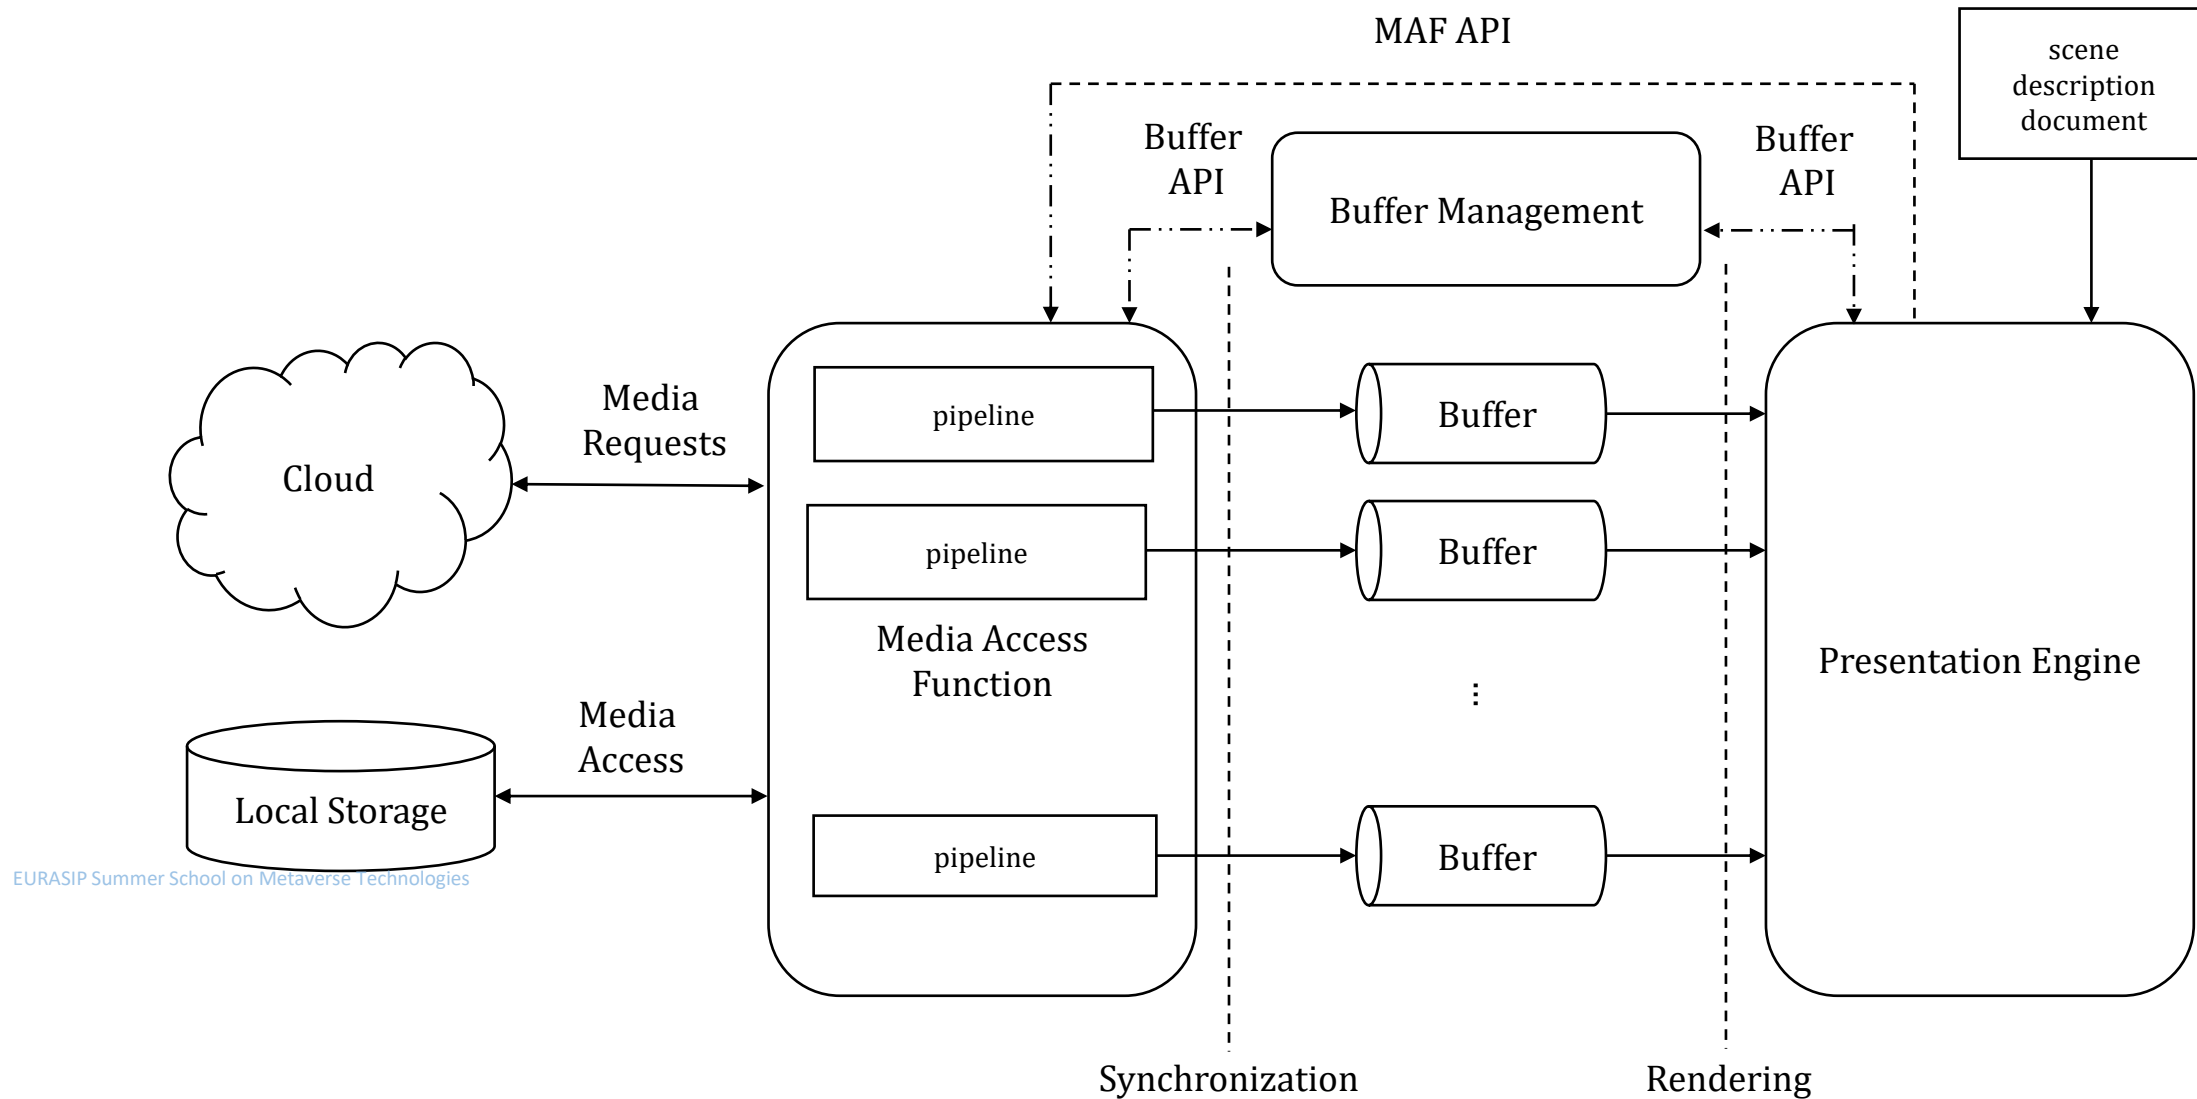 MAF API
scene
description
document
Buffer
API
Buffer Management
Buffer
API
Cloud
Media
Requests
pipeline
Buffer
pipeline
Buffer
Media Access
Function
Presentation Engine
...
Media
Access
Local Storage
pipeline
Buffer
EURASIP Summer School on Metaverse Technologies
Synchronization
Rendering